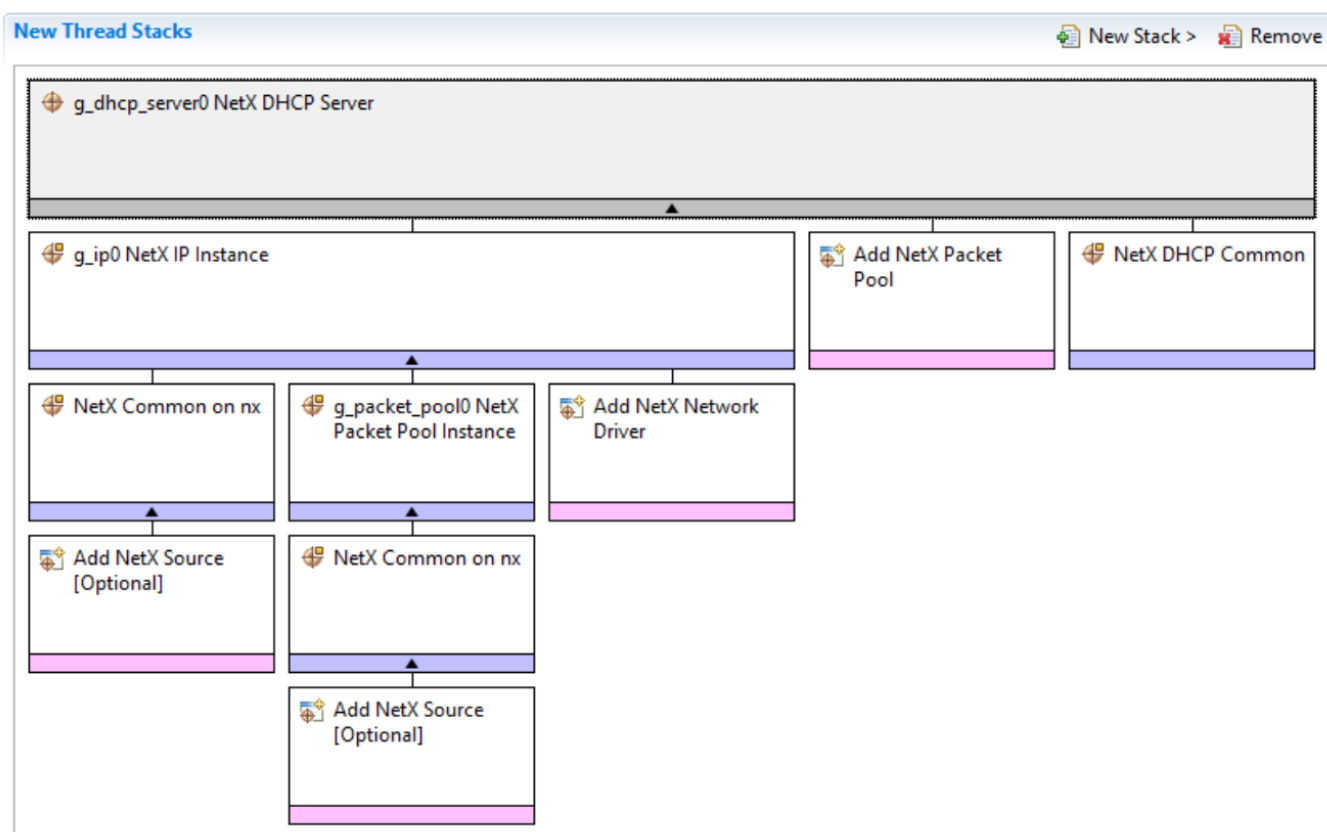 New Thread Stacks
New Stack >
Remove
g_dhcp_server0 NetX DHCP Server
g_ip0 NetX IP Instance
Add NetX Packet
Pool
NetX DHCP Common
NetX Common on nx
g_packet_pool0 NetX
Packet Pool Instance
Add NetX Network
Driver
Add NetX Source
[Optional]
NetX Common on nx
Add NetX Source
[Optional]